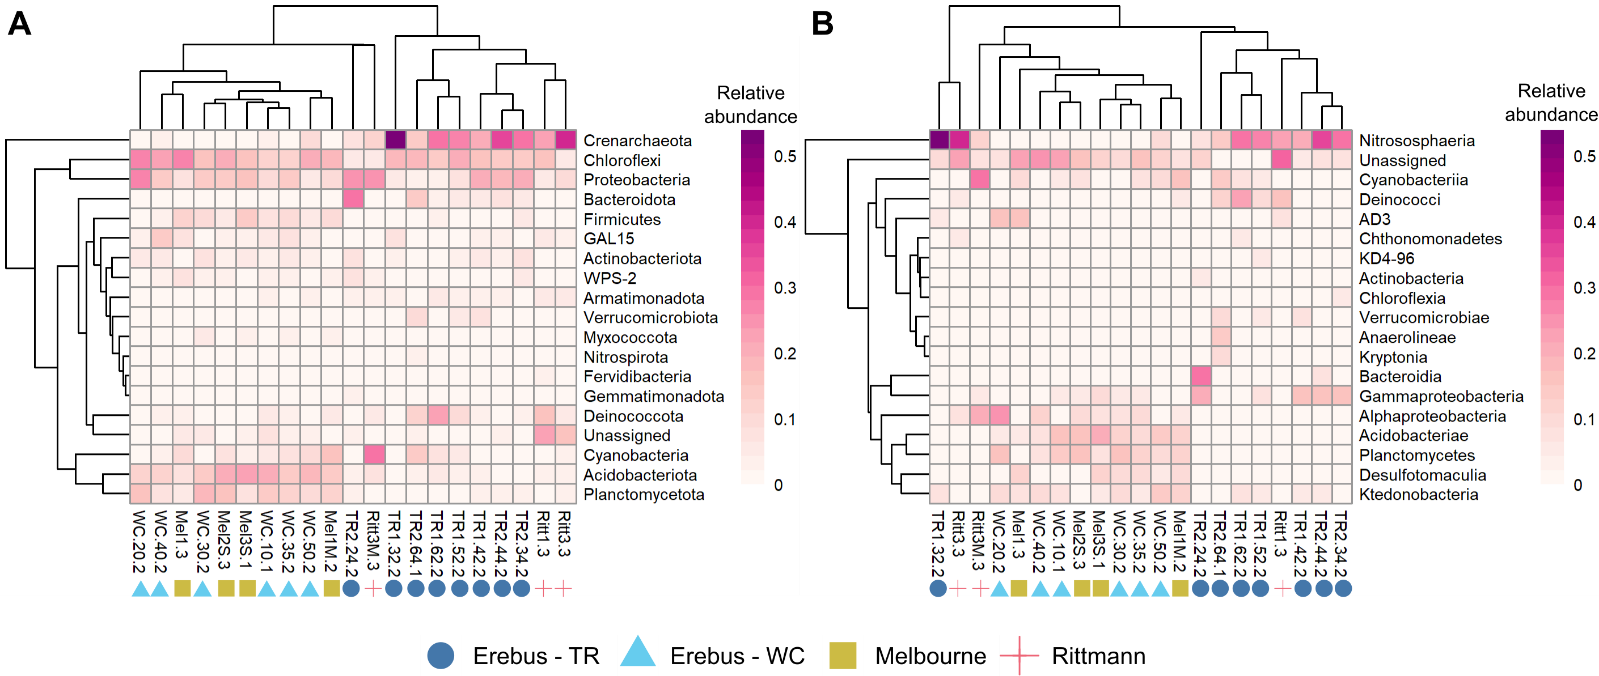 A
Relative
abundance
0.5
0.4
0.3
0.2
0.1
0
Crenarchaeota
Chloroflexi
Proteobacteria
Bacteroidota
Firmicutes
GAL15
Actinobacteriota
WPS-2
Armatimonadota
Verrucomicrobiota
Myxococcota
Nitrospirota
Fervidibacteria
Gemmatimonadota
Deinococcota
Unassigned
Cyanobacteria
Acidobacteriota
Planctomycetota
WC.20.2
WC.40.2
Mel1.3
WC.30.2
Mel2S.3
Mel3S.1
WC.10.1
WC.35.2
WC.50.2
Mel1M.2
TR2.24.2
Ritt3M.3
TR1.32.2
TR2.64.1
TR1.62.2
TR1.52.2
TR1.42.2
TR2.44.2
TR2.34.2
Ritt1.3
Ritt3.3
B
Relative
abundance
0.5
0.4
0.3
0.2
0.1
0
Nitrososphaeria
Unassigned
Cyanobacteriia
Deinococci
AD3
Chthonomonadetes
KD4-96
Actinobacteria
Chloroflexia
Verrucomicrobiae
Anaerolineae
Kryptonia
Bacteroidia
Gammaproteobacteria
Alphaproteobacteria
Acidobacteriae
Planctomycetes
Desulfotomaculia
Ktedonobacteria
TR1.32.2
Ritt3.3
Ritt3M.3
WC.20.2
Mel1.3
WC.40.2
WC.10.1
Mel2S.3
Mel3S.1
WC.30.2
WC.35.2
WC.50.2
Mel1M.2
TR2.24.2
TR2.64.1
TR1.62.2
TR1.52.2
Ritt1.3
TR1.42.2
TR2.44.2
TR2.34.2
Erebus - TR
Erebus - WC
Melbourne
Rittmann